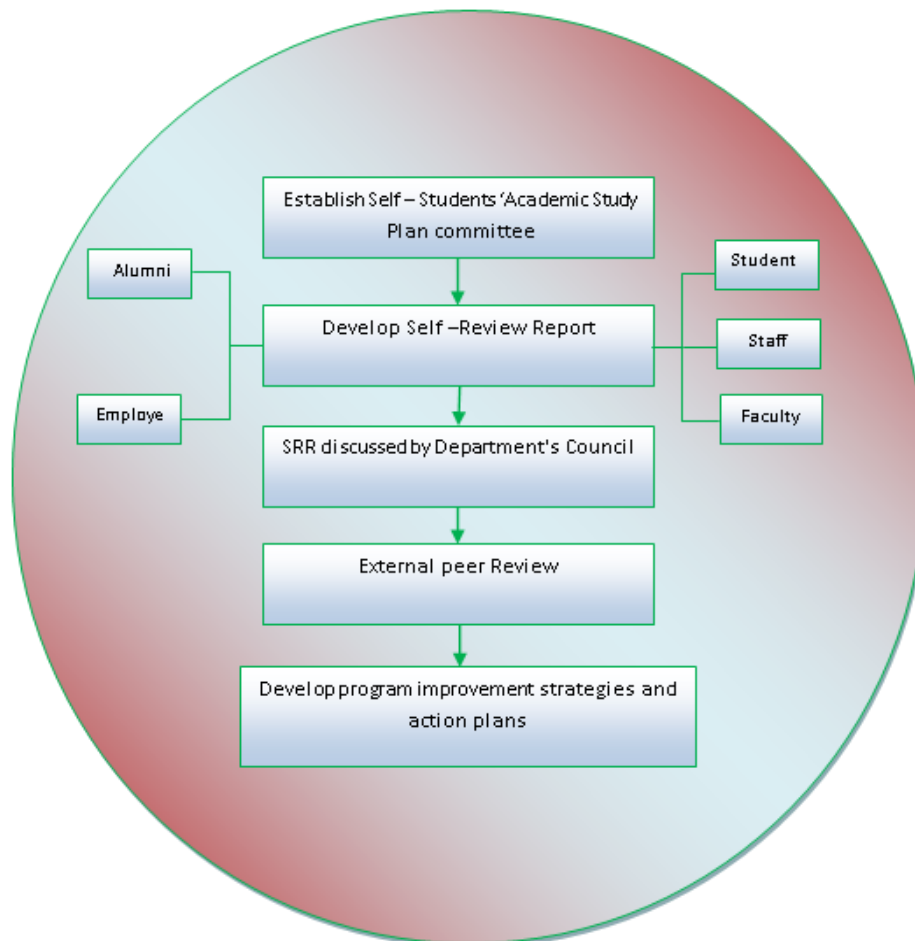 Establish Self – Students ‘Academic Study
Plan committee
Alumni
Student
Develop Self –Review Report
Staff
Employe
Faculty
SRR discussed by Department's Council
External peer Review
Develop program improvement strategies and
action plans